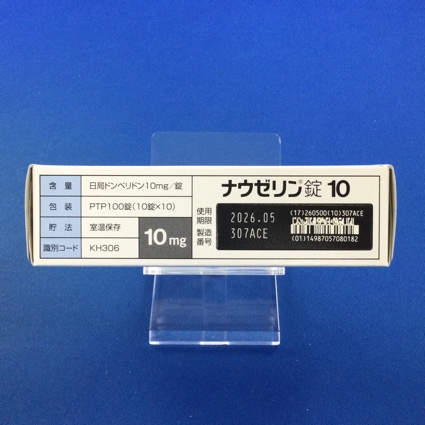 含量 日局ドンペリドン10mg/錠
包装 PTP100錠(10錠×10)
貯法 室温保存
識別コード KH306
10mg
ナウゼリン®錠 10
使用期限 2026.05
製造番号 307ACE
(17)260500(10)307ACE
(01)14987057080182